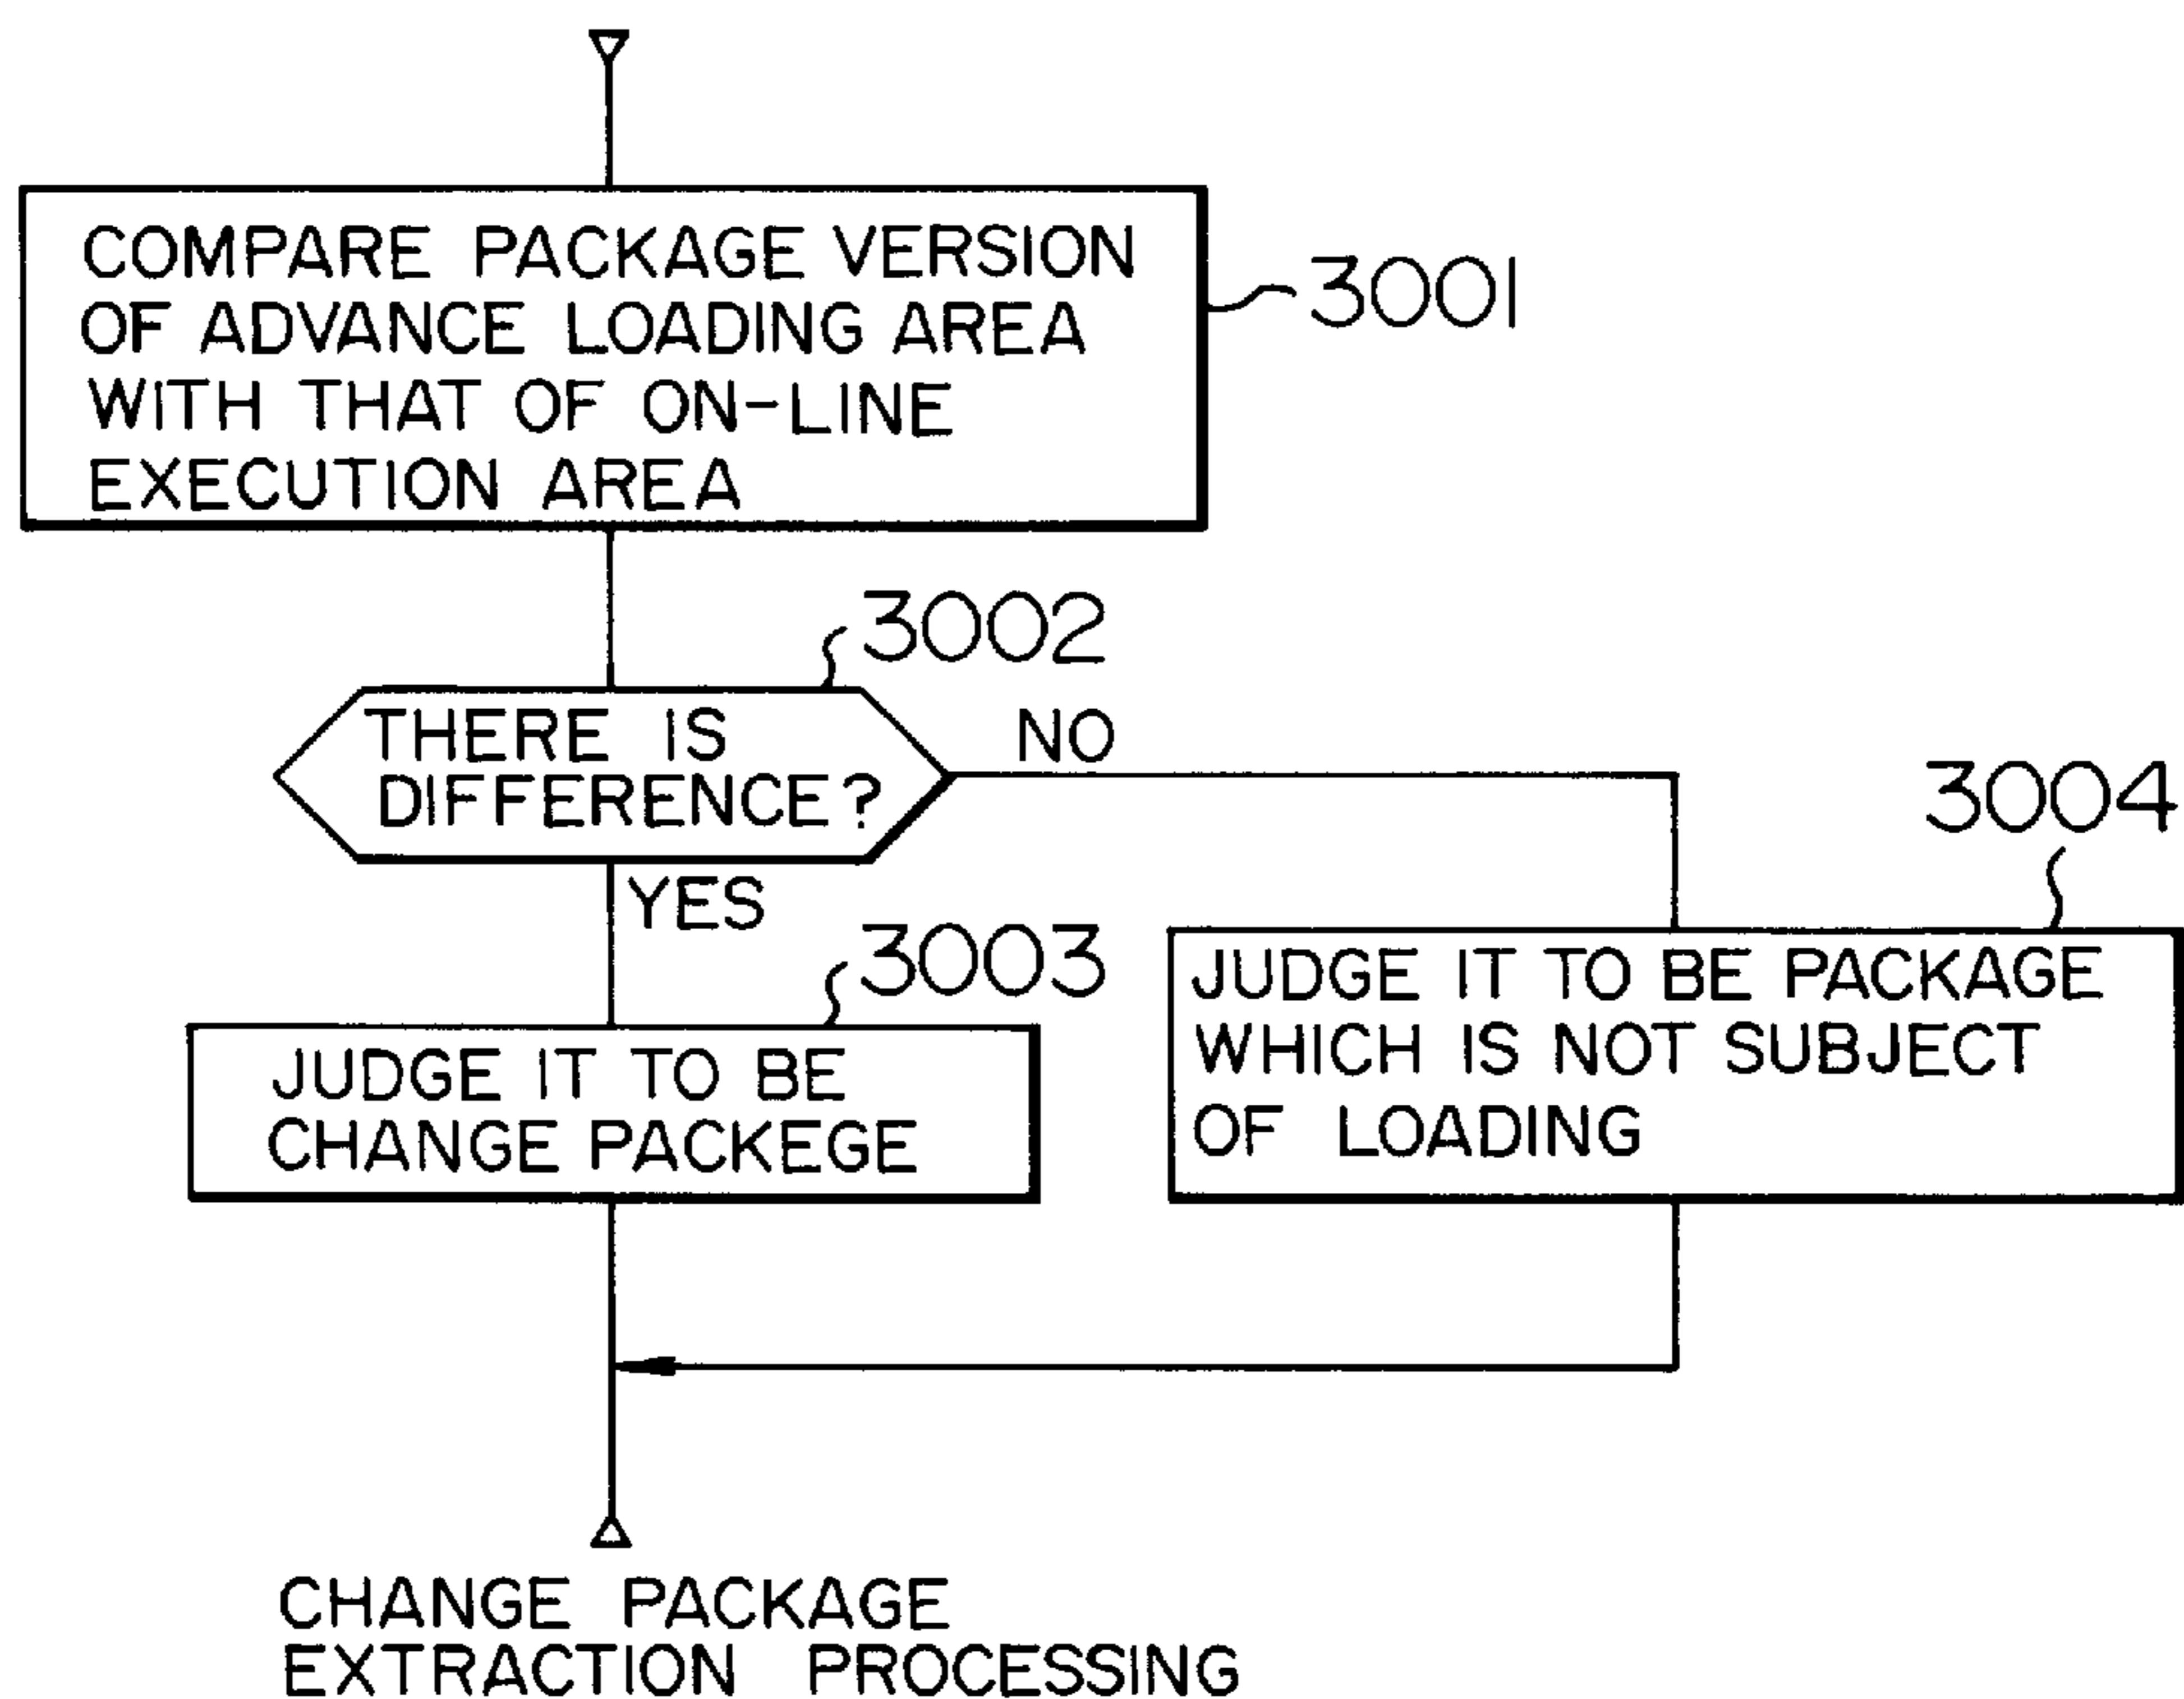 COMPARE PACKAGE VERSION
OF ADVANCE LOADING AREA
WITH THAT OF ON-LINE
EXECUTION AREA
3001
3002
THERE IS
DIFFERENCE?
NO
YES
3003
JUDGE IT TO BE
CHANGE PACKEGE
3004
JUDGE IT TO BE PACKAGE
WHICH IS NOT SUBJECT
OF LOADING
CHANGE PACKAGE
EXTRACTION PROCESSING